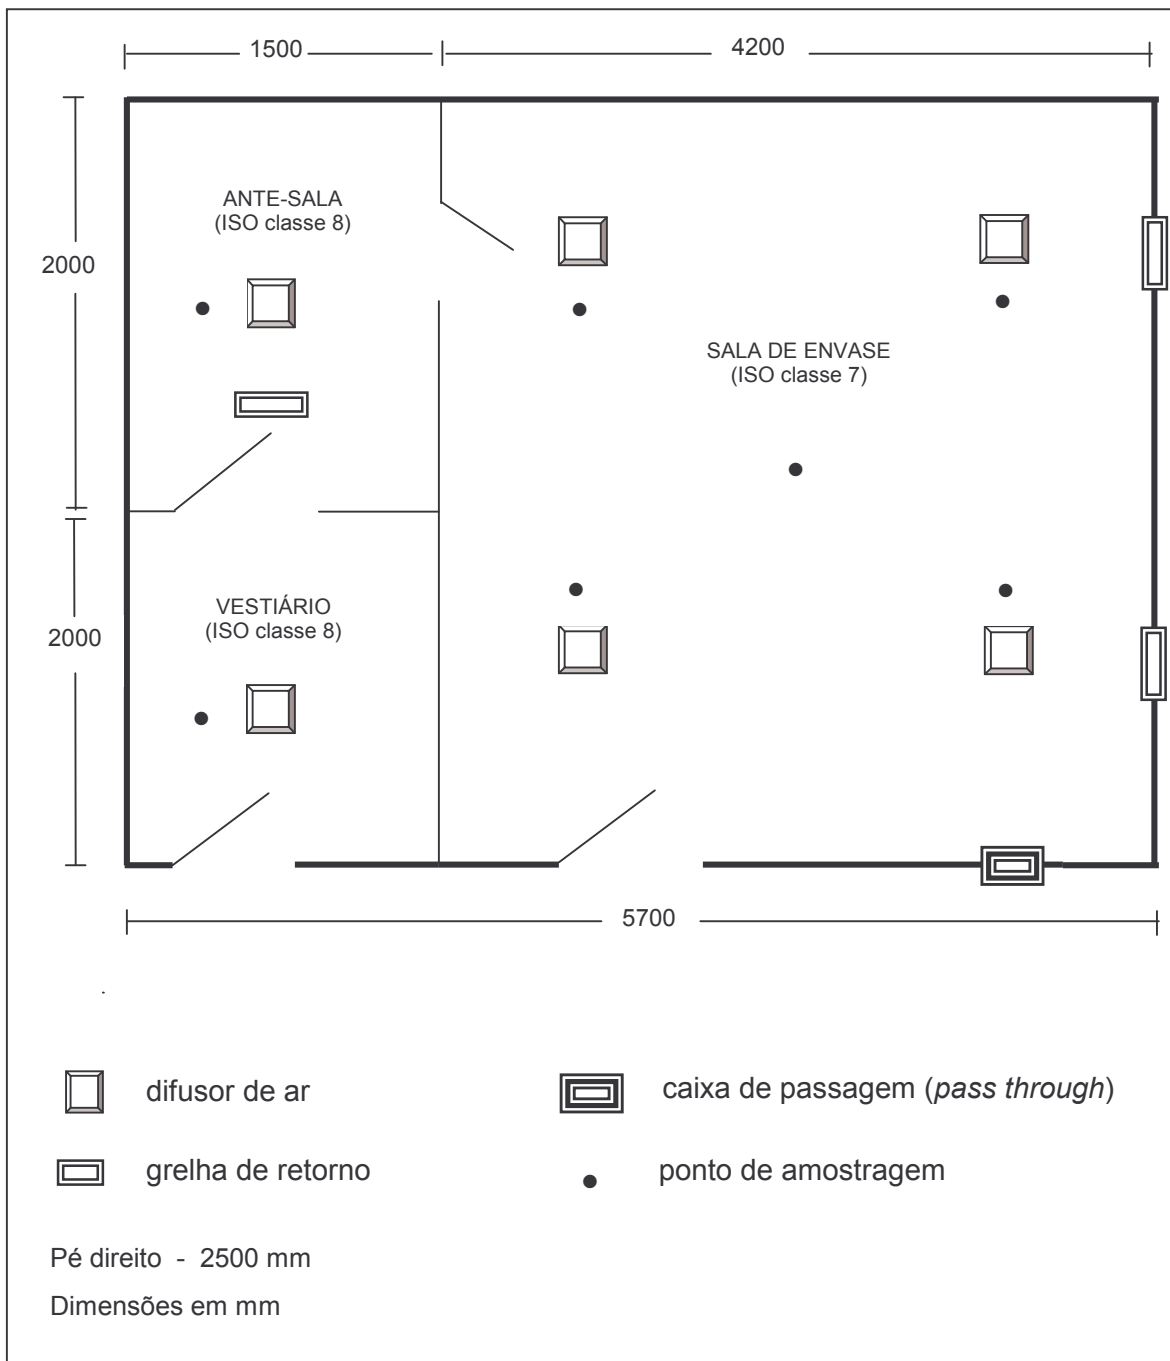 1500
4200
ANTE-SALA
(ISO classe 8)
2000
SALA DE ENVASE
(ISO classe 7)
VESTIÁRIO
(ISO classe 8)
2000
5700
difusor de ar
caixa de passagem (pass through)
grelha de retorno
ponto de amostragem
Pé direito - 2500 mm
Dimensões em mm